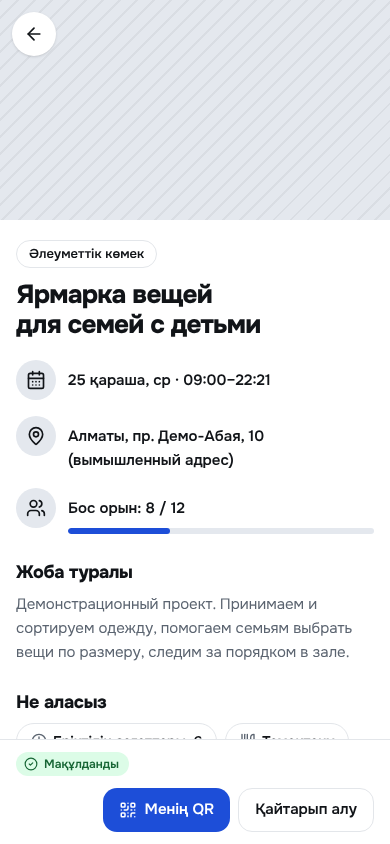 Әлеуметтік көмек
Ярмарка вещей
для семей с детьми
25 қараша, ср · 09:00–22:21
Алматы, пр. Демо-Абая, 10
(вымышленный адрес)
Бос орын: 8 / 12
Жоба туралы
Демонстрационный проект. Принимаем и
сортируем одежду, помогаем семьям выбрать
вещи по размеру, следим за порядком в зале.
Не аласыз
Мақұлданды
Менің QR
Қайтарып алу